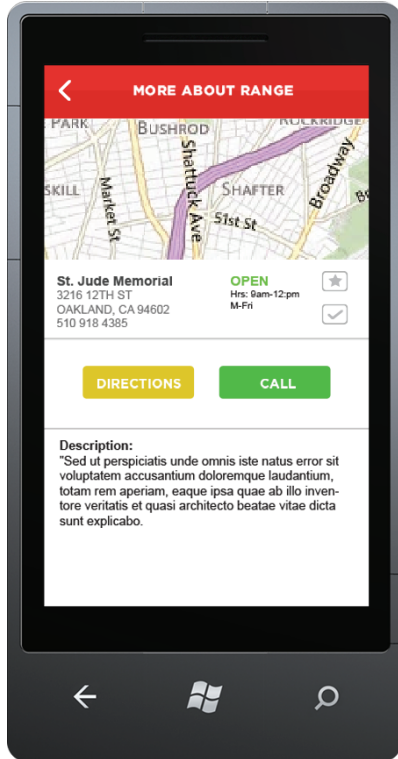 MORE ABOUT RANGE
PARK
BUSHROD
ROCKRIDGE
SKILL
Market St
Shattuck Ave
SHAFTER
51st St
Broadway
St. Jude Memorial
3216 12TH ST
OAKLAND, CA 94602
510 918 4385
OPEN
Hrs: 9am-12:pm
M-Fri
DIRECTIONS
CALL
Description:
"Sed ut perspiciatis unde omnis iste natus error sit
voluptatem accusantium doloremque laudantium,
totam rem aperiam, eaque ipsa quae ab illo inven-
tore veritatis et quasi architecto beatae vitae dicta
sunt explicabo.